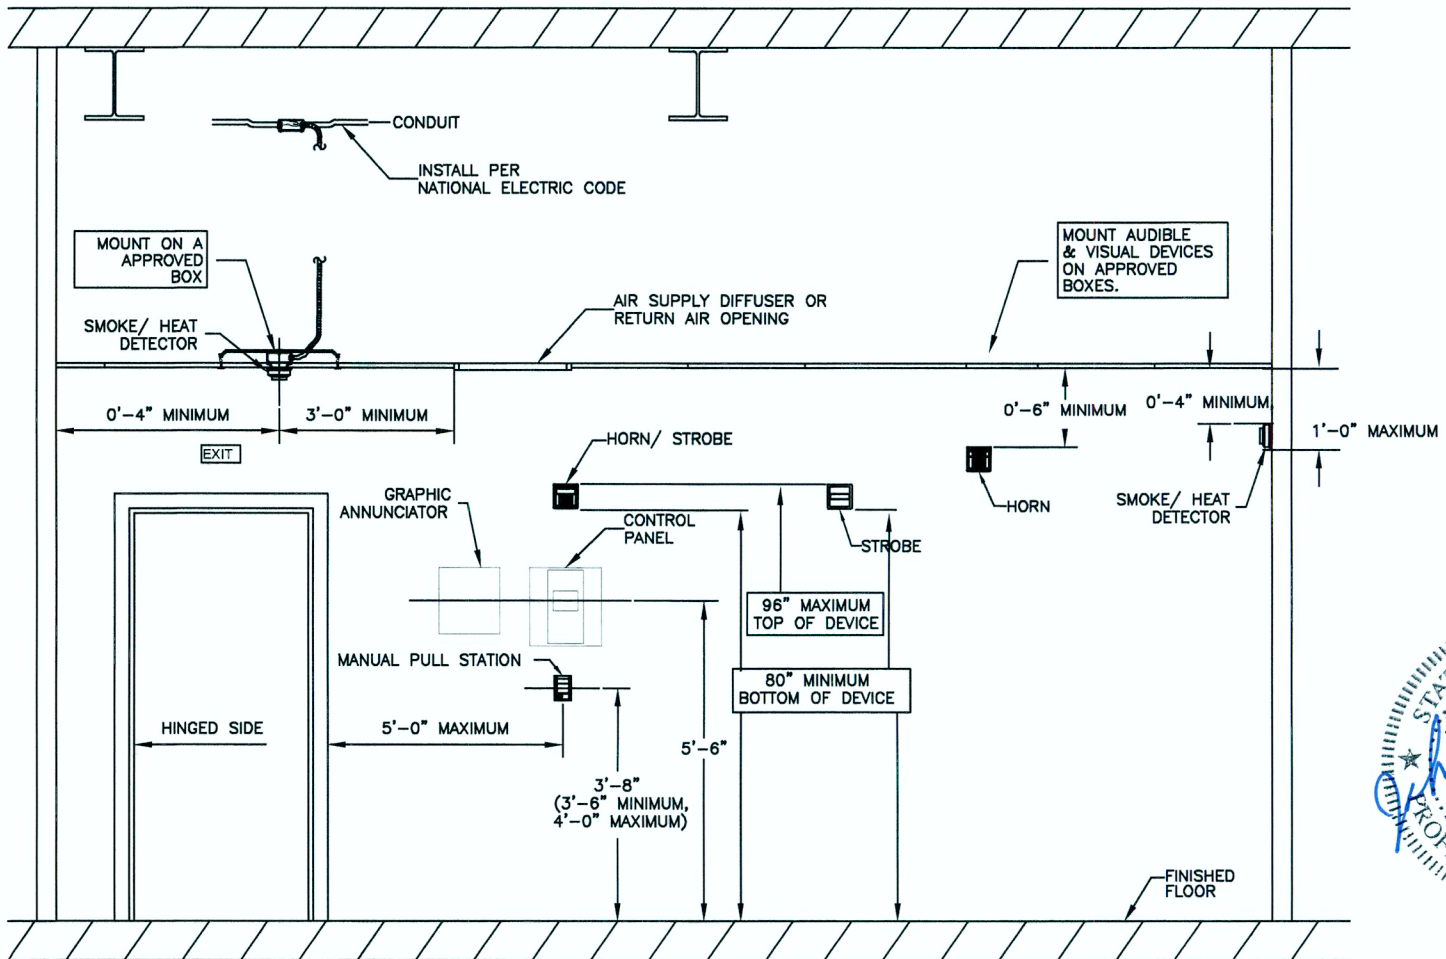 CONDUIT
INSTALL PER
NATIONAL ELECTRIC CODE
MOUNT ON A
APPROVED
BOX
MOUNT AUDIBLE
& VISUAL DEVICES
ON APPROVED
BOXES.
AIR SUPPLY DIFFUSER OR
RETURN AIR OPENING
SMOKE/ HEAT
DETECTOR
0'-4" MINIMUM
3'-0" MINIMUM
0'-6" MINIMUM
0'-4" MINIMUM
1'-0" MAXIMUM
EXIT
HORN/ STROBE
GRAPHIC
ANNUNCIATOR
CONTROL
PANEL
HORN
SMOKE/ HEAT
DETECTOR
STROBE
96" MAXIMUM
TOP OF DEVICE
MANUAL PULL STATION
80" MINIMUM
BOTTOM OF DEVICE
HINGED SIDE
5'-0" MAXIMUM
5'-6"
3'-8"
(3'-6" MINIMUM,
4'-0" MAXIMUM)
FINISHED
FLOOR